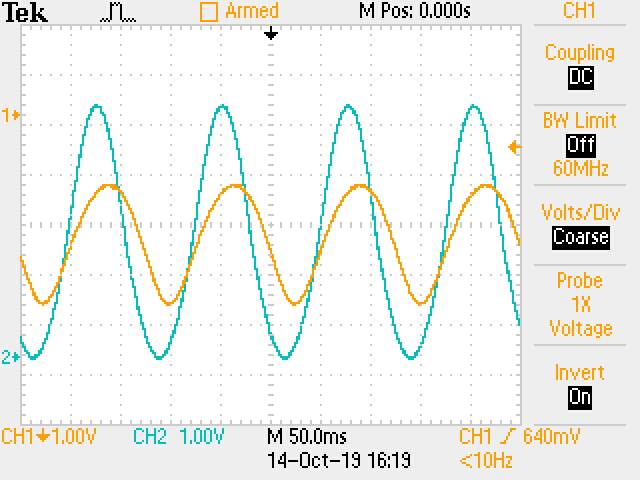 Tek Armed M Pos: 0.000s CH1
Coupling
DC
BW Limit
Off
60MHz
Volts/Div
Coarse
Probe
1X
Voltage
Invert
On
1
2
CH1 1.00V CH2 1.00V M 50.0ms CH1 640mV
14-Oct-19 16:19 <10Hz